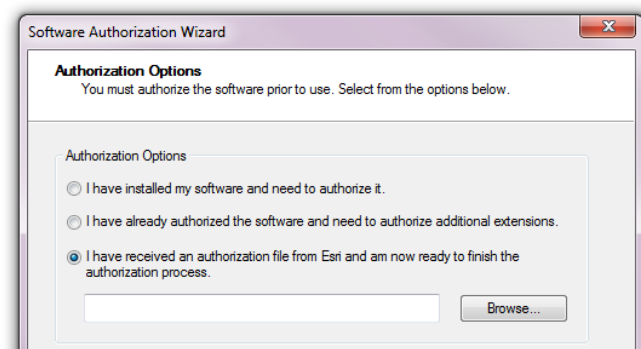 Software Authorization Wizard
Authorization Options
You must authorize the software prior to use. Select from the options below.
Authorization Options
I have installed my software and need to authorize it.
I have already authorized the software and need to authorize additional extensions.
I have received an authorization file from Esri and am now ready to finish the
authorization process.
Browse...